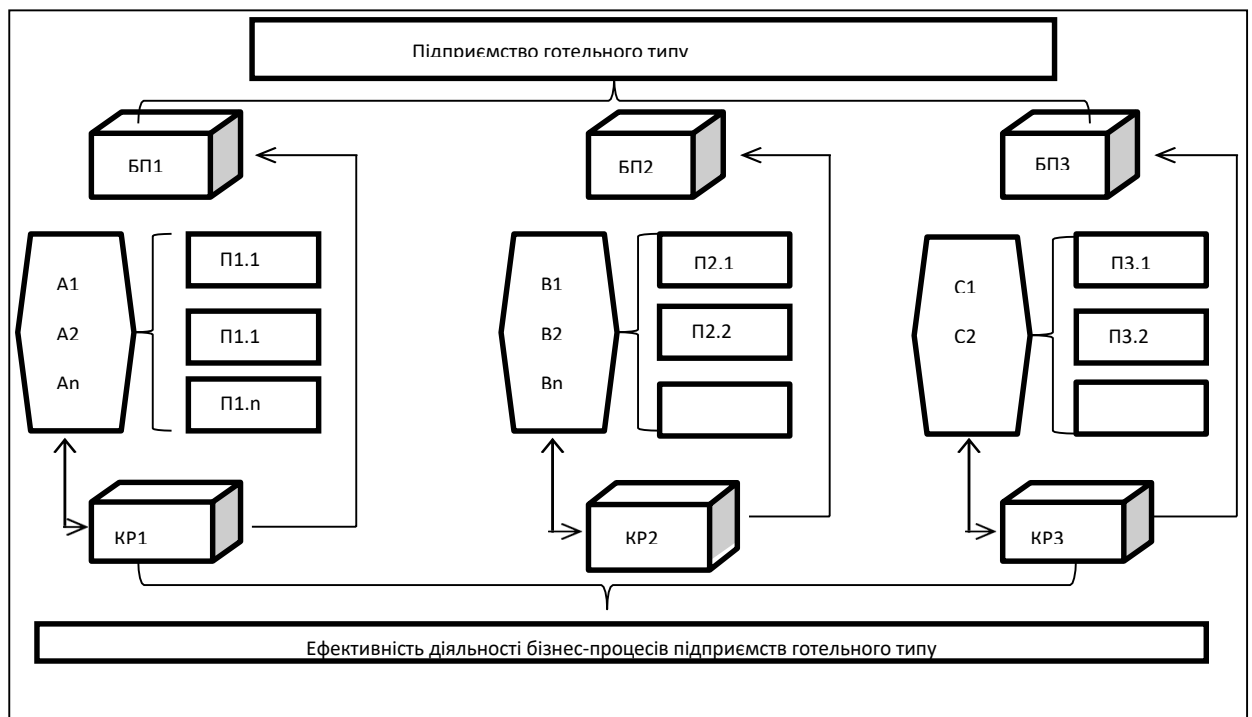 Підприємство готельного типу
БП1
БП2
БП3
А1
А2
Аn
П1.1
П1.1
П1.n
В1
В2
Вn
П2.1
П2.2
С1
С2
П3.1
П3.2
КР1
КР2
КР3
Ефективність діяльності бізнес-процесів підприємств готельного типу